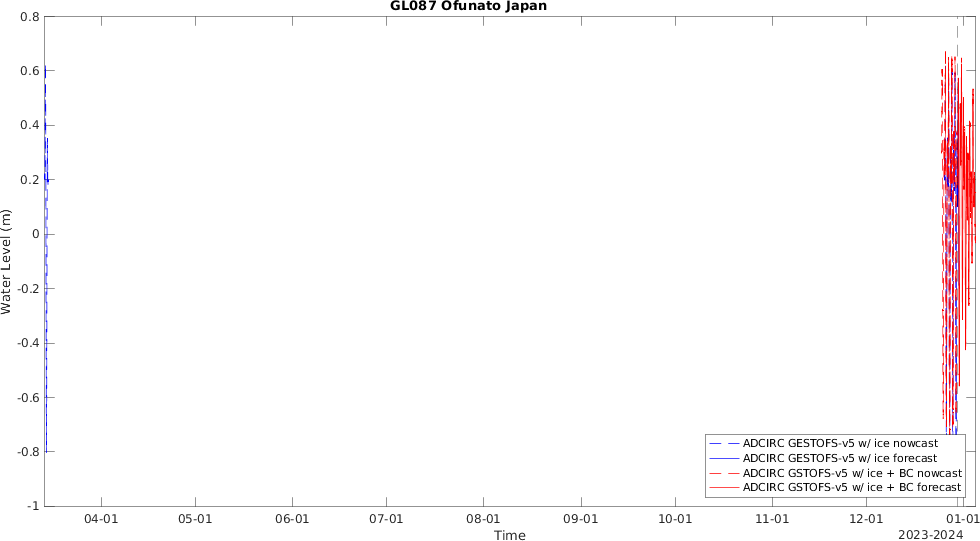 GL087 Ofunato Japan
0.8
0.6
0.4
0.2
0
-0.2
-0.4
-0.6
-0.8
-1
Water Level (m)
ADCIRC GESTOFS-v5 w/ ice nowcast
ADCIRC GESTOFS-v5 w/ ice forecast
ADCIRC GSTOFS-v5 w/ ice + BC nowcast
ADCIRC GSTOFS-v5 w/ ice + BC forecast
04-01 05-01 06-01 07-01 08-01 09-01 10-01 11-01 12-01 01-01
Time
2023-2024